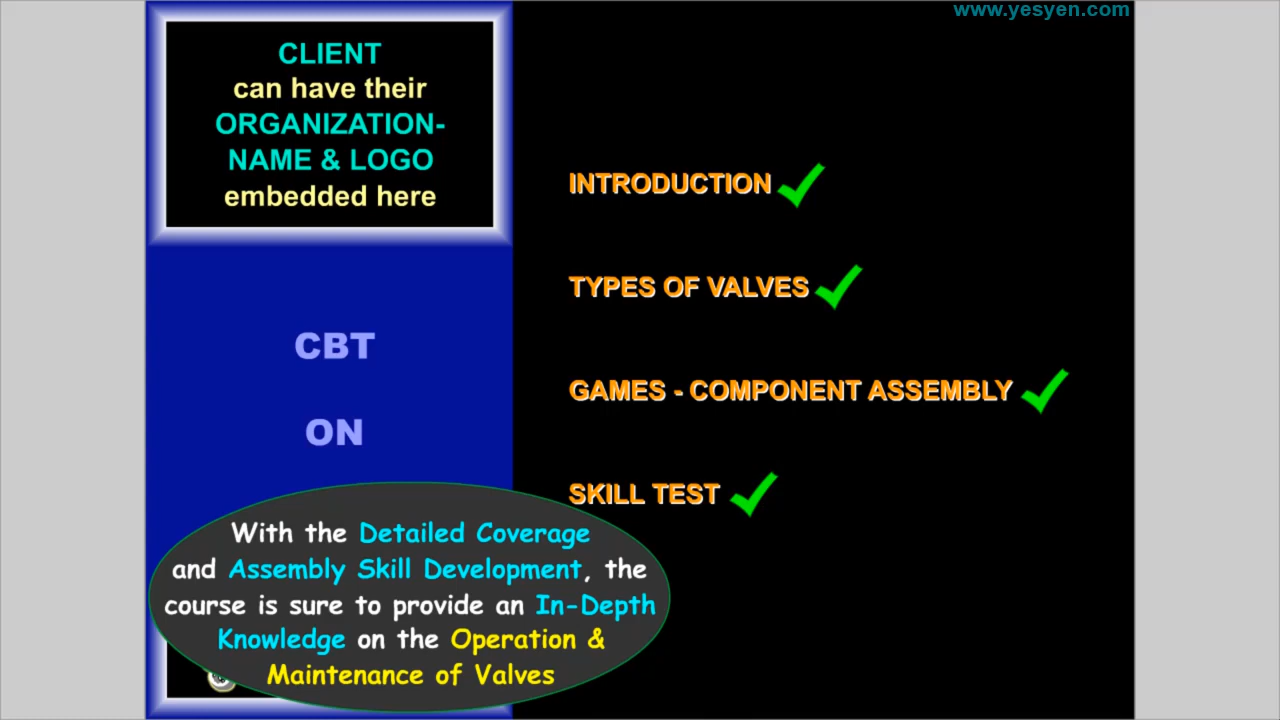 www.yesyen.com
CLIENT
can have their
ORGANIZATION-
NAME & LOGO
embedded here
CBT
ON
INTRODUCTION
TYPES OF VALVES
GAMES - COMPONENT ASSEMBLY
SKILL TEST
With the Detailed Coverage
and Assembly Skill Development, the
course is sure to provide an In-Depth
Knowledge on the Operation &
Maintenance of Valves